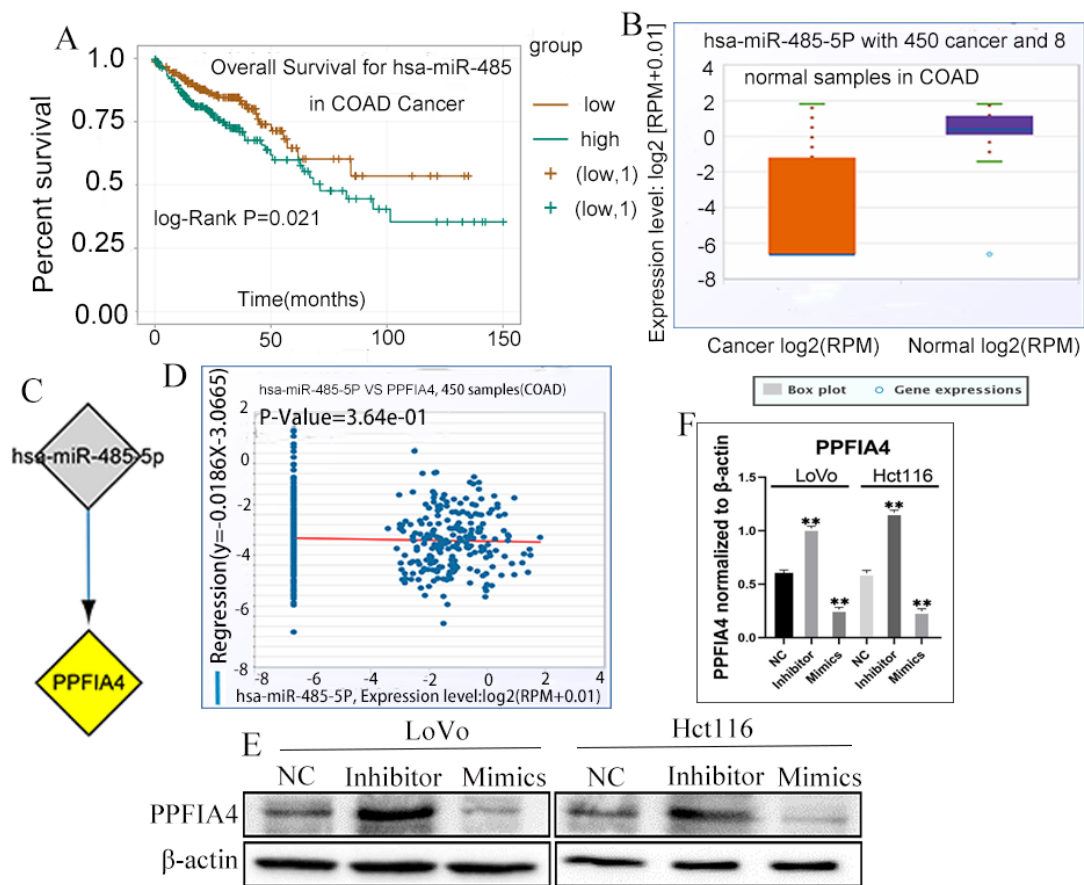 A
Overall Survival for hsa-miR-485
in COAD Cancer
log-Rank P=0.021
Percent survival
1.0
0.75
0.5
0.25
0.00
Time(months)
0
50
100
150
group
low
high
(low,1)
(low,1)
B
hsa-miR-485-5P with 450 cancer and 8
normal samples in COAD
Expression level: log2 [RPM+0.01]
4
2
0
-2
-4
-6
-8
Cancer log2(RPM)
Normal log2(RPM)
Box plot
Gene expressions
C
hsa-miR-485-5p
PPFIA4
D
hsa-miR-485-5P VS PPFIA4, 450 samples(COAD)
P-Value=3.64e-01
Regression(y=-0.0186X-3.0665)
2
0
-2
-4
-6
-8
-8
-6
-4
-2
0
2
4
hsa-miR-485-5P, Expression level:log2(RPM+0.01)
F
PPFIA4
LoVo
Hct116
PPFIA4 normalized to β-actin
1.5
1.0
0.5
0.0
**
**
**
**
NC
Inhibitor
Mimics
NC
Inhibitor
Mimics
E
LoVo
Hct116
NC Inhibitor Mimics
NC Inhibitor Mimics
PPFIA4
β-actin